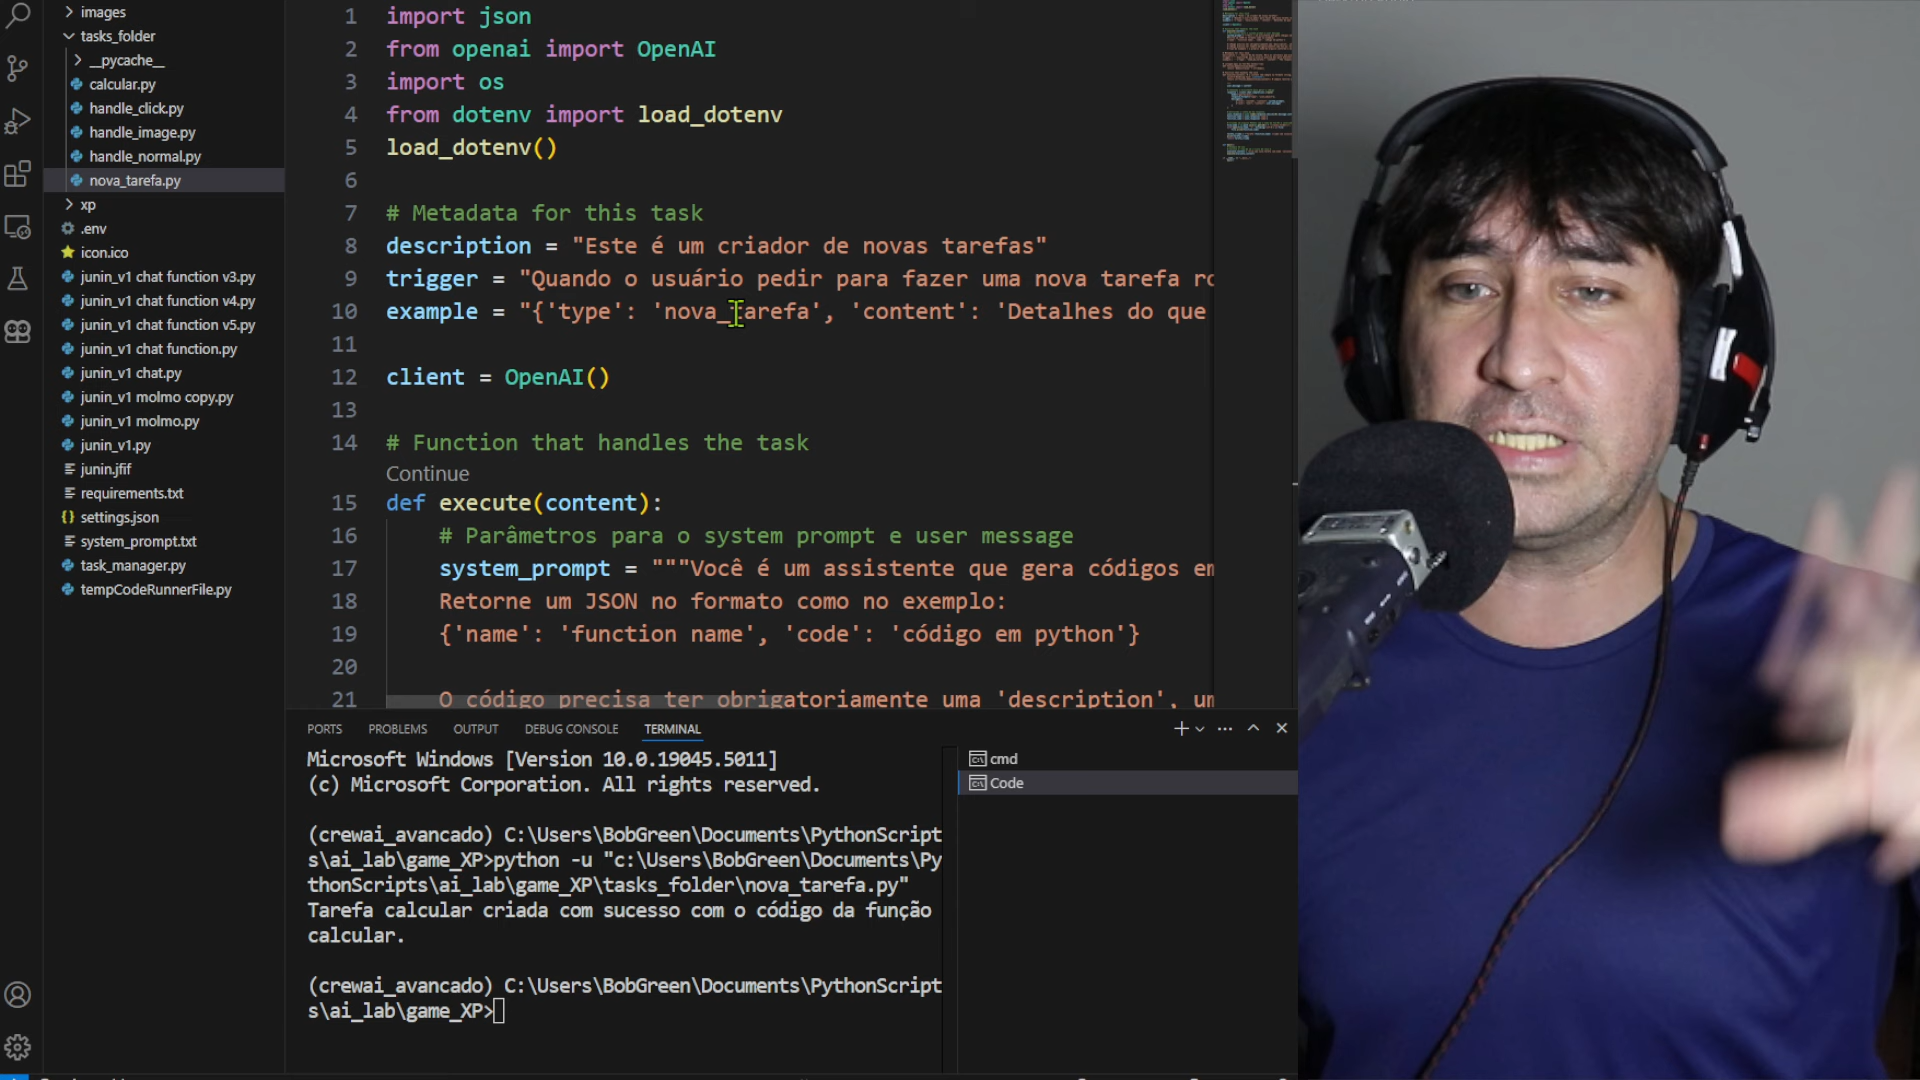 images
tasks_folder
__pycache__
calcular.py
handle_click.py
handle_image.py
handle_normal.py
nova_tarefa.py
xp
.env
icon.ico
junin_v1 chat function v3.py
junin_v1 chat function v4.py
junin_v1 chat function v5.py
junin_v1 chat function.py
junin_v1 chat.py
junin_v1 molmo copy.py
junin_v1 molmo.py
junin_v1.py
junin.jfif
requirements.txt
settings.json
system_prompt.txt
task_manager.py
tempCodeRunnerFile.py
1 import json
2 from openai import OpenAI
3 import os
4 from dotenv import load_dotenv
5 load_dotenv()
6
7 # Metadata for this task
8 description = "Este é um criador de novas tarefas"
9 trigger = "Quando o usuário pedir para fazer uma nova tarefa ro
10 example = "{'type': 'nova_tarefa', 'content': 'Detalhes do que
11
12 client = OpenAI()
13
14 # Function that handles the task
Continue
15 def execute(content):
16 # Parâmetros para o system prompt e user message
17 system_prompt = """Você é um assistente que gera códigos em
18 Retorne um JSON no formato como no exemplo:
19 {'name': 'function name', 'code': 'código em python'}
20
21 O código precisa ter obrigatoriamente uma 'description', um
PORTS PROBLEMS OUTPUT DEBUG CONSOLE TERMINAL
Microsoft Windows [Version 10.0.19045.5011]
(c) Microsoft Corporation. All rights reserved.
(crewai_avancado) C:\Users\BobGreen\Documents\PythonScript
s\ai_lab\game_XP>python -u "c:\Users\BobGreen\Documents\Py
thonScripts\ai_lab\game_XP\tasks_folder\nova_tarefa.py"
Tarefa calcular criada com sucesso com o código da função
calcular.
(crewai_avancado) C:\Users\BobGreen\Documents\PythonScript
s\ai_lab\game_XP>
cmd
Code